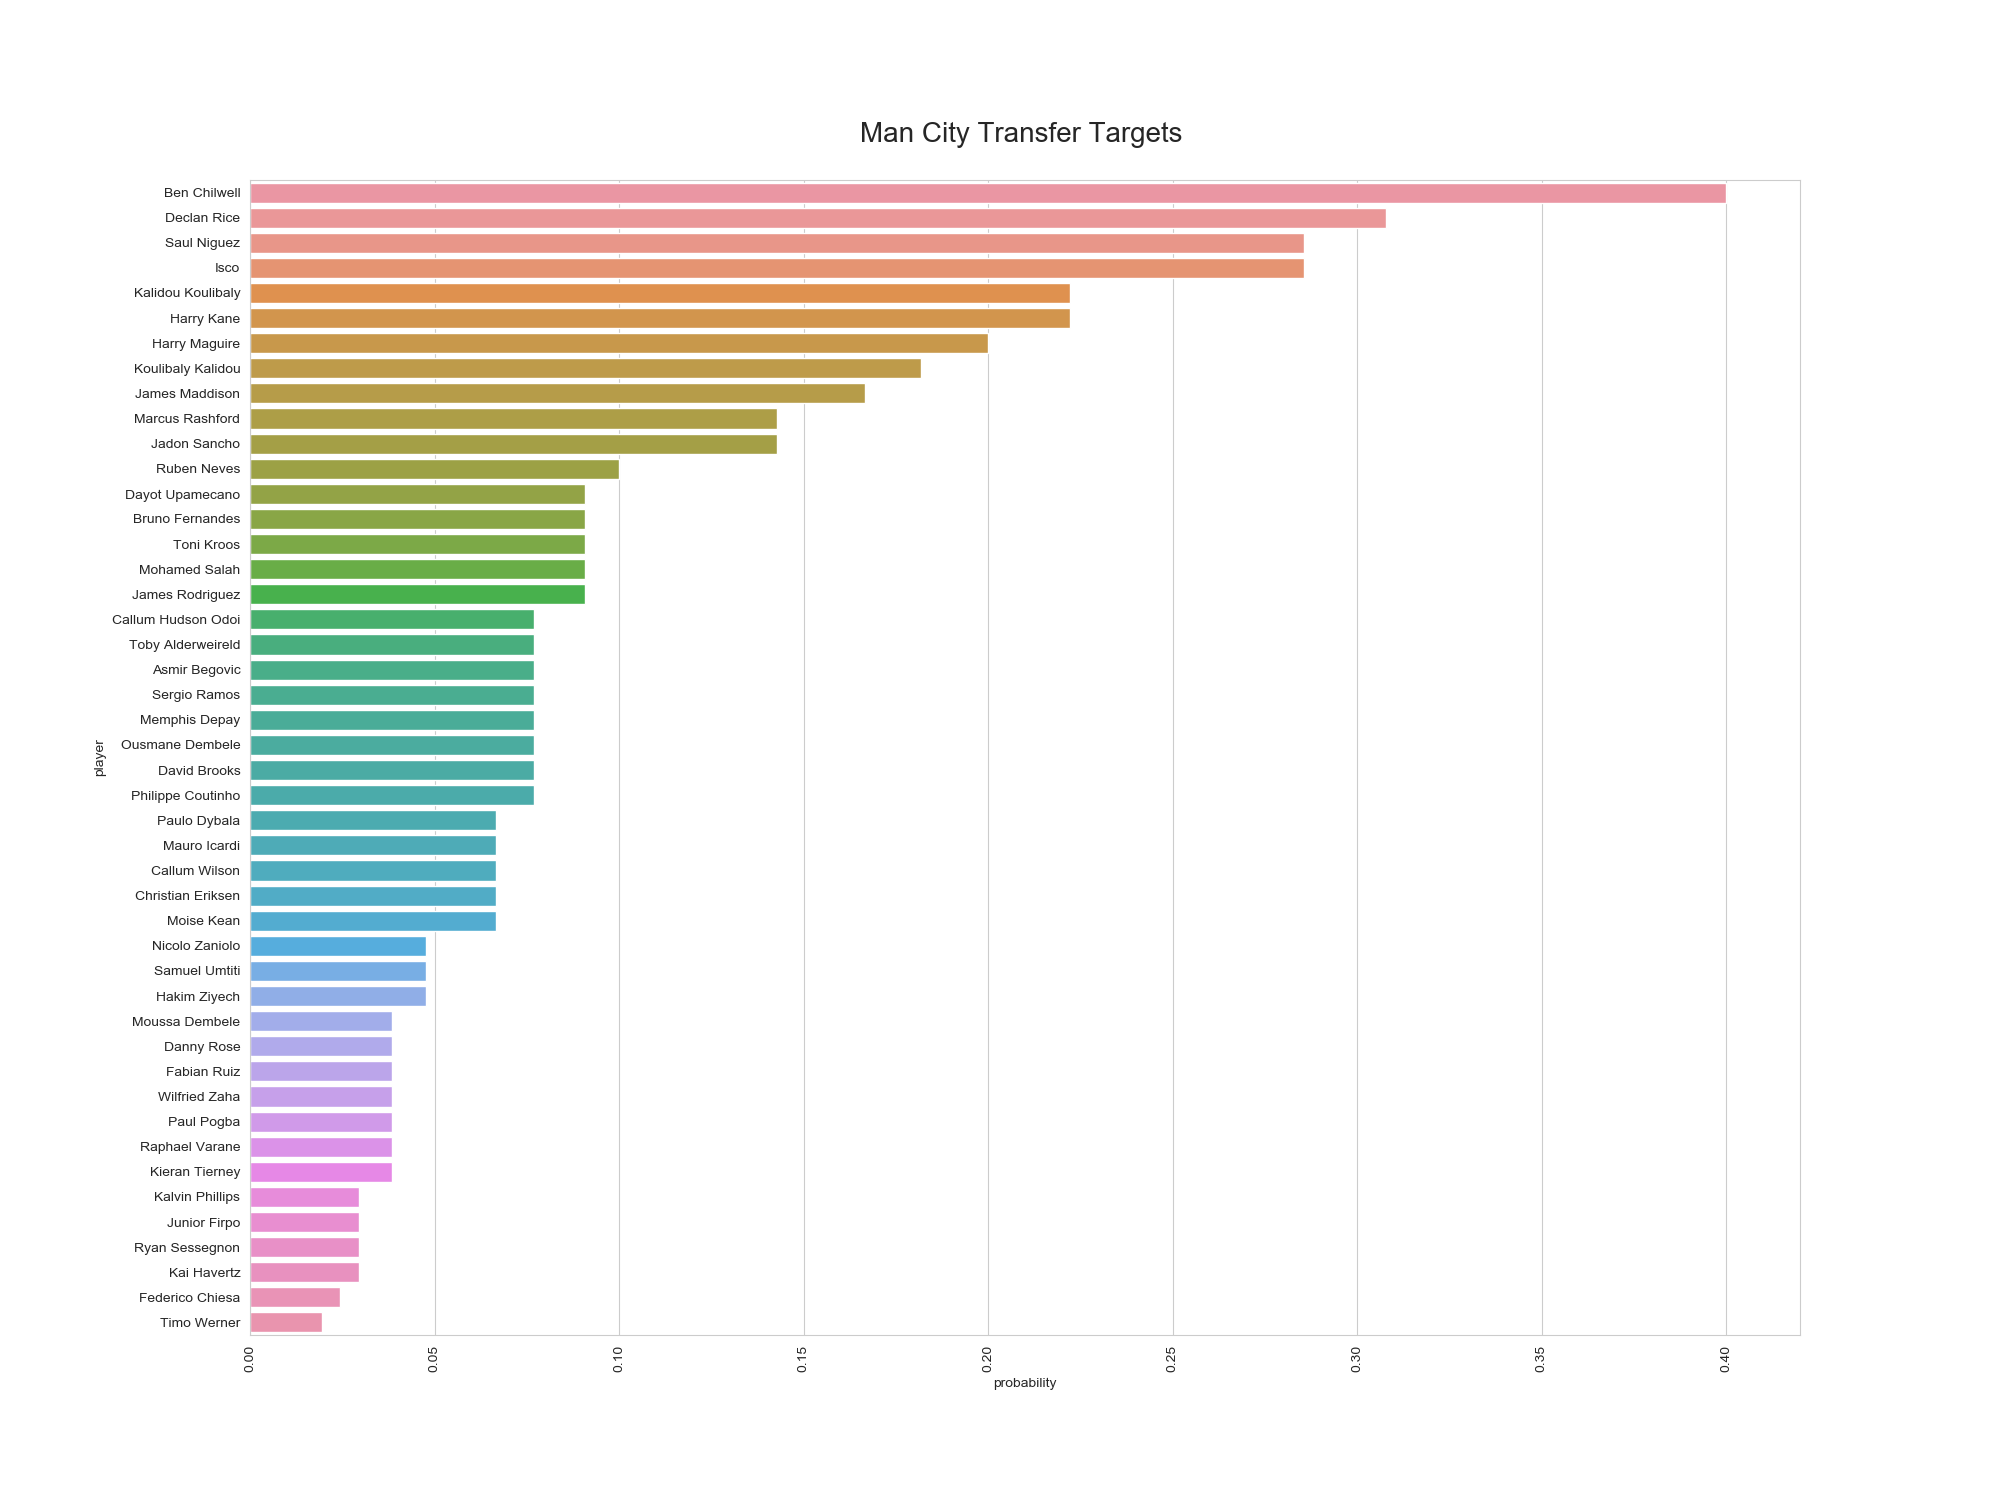 Man City Transfer Targets
Ben Chilwell
Declan Rice
Saul Niguez
Isco
Kalidou Koulibaly
Harry Kane
Harry Maguire
Koulibaly Kalidou
James Maddison
Marcus Rashford
Jadon Sancho
Ruben Neves
Dayot Upamecano
Bruno Fernandes
Toni Kroos
Mohamed Salah
James Rodriguez
Callum Hudson Odoi
Toby Alderweireld
Asmir Begovic
Sergio Ramos
Memphis Depay
Ousmane Dembele
David Brooks
Philippe Coutinho
Paulo Dybala
Mauro Icardi
Callum Wilson
Christian Eriksen
Moise Kean
Nicolo Zaniolo
Samuel Umtiti
Hakim Ziyech
Moussa Dembele
Danny Rose
Fabian Ruiz
Wilfried Zaha
Paul Pogba
Raphael Varane
Kieran Tierney
Kalvin Phillips
Junior Firpo
Ryan Sessegnon
Kai Havertz
Federico Chiesa
Timo Werner
player
0.00
0.05
0.10
0.15
0.20
0.25
0.30
0.35
0.40
probability